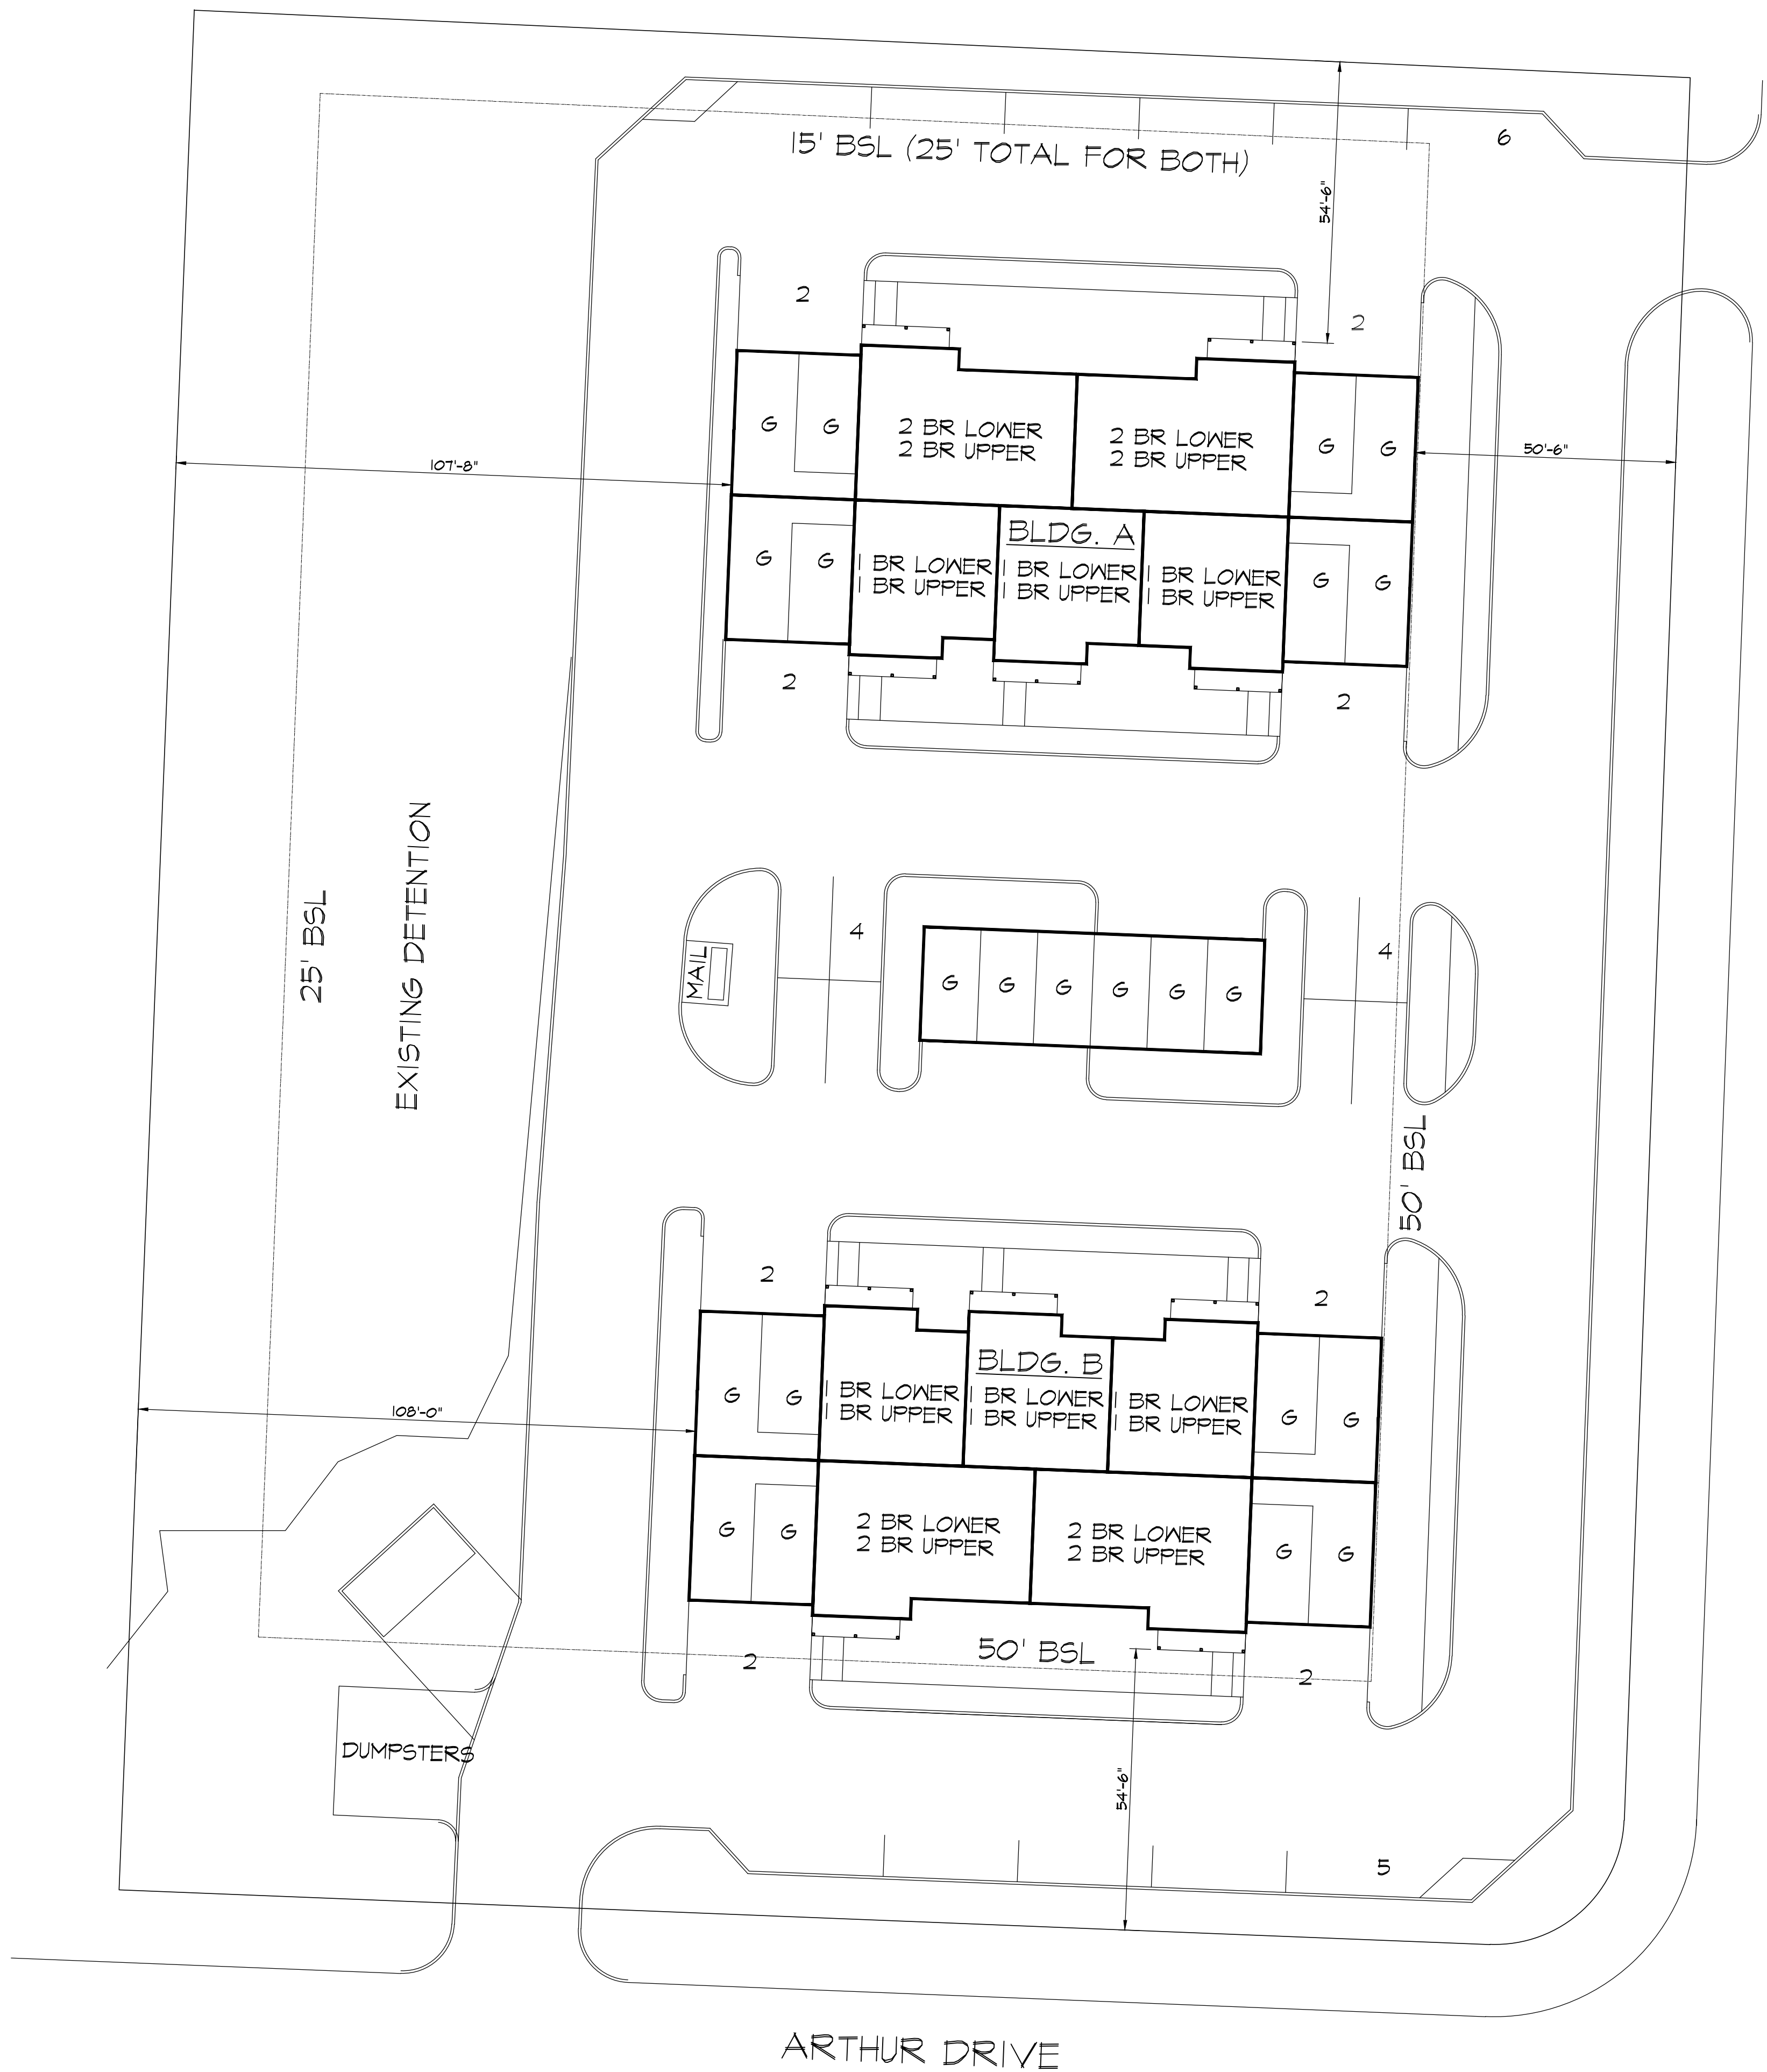 6
15' BSL (25' TOTAL FOR BOTH)
54'-6"
2
2
G
G
2 BR LOWER
2 BR UPPER
2 BR LOWER
2 BR UPPER
G
G
107'-8"
50'-6"
BLDG. A
G
G
1 BR LOWER
1 BR UPPER
1 BR LOWER
1 BR UPPER
1 BR LOWER
1 BR UPPER
G
G
2
2
25' BSL
EXISTING DETENTION
MAIL
4
G
G
G
G
G
G
4
50' BSL
2
2
BLDG. B
G
G
1 BR LOWER
1 BR UPPER
1 BR LOWER
1 BR UPPER
1 BR LOWER
1 BR UPPER
G
G
108'-0"
G
G
2 BR LOWER
2 BR UPPER
2 BR LOWER
2 BR UPPER
G
G
2
50' BSL
2
DUMPSTERS
54'-6"
5
ARTHUR DRIVE